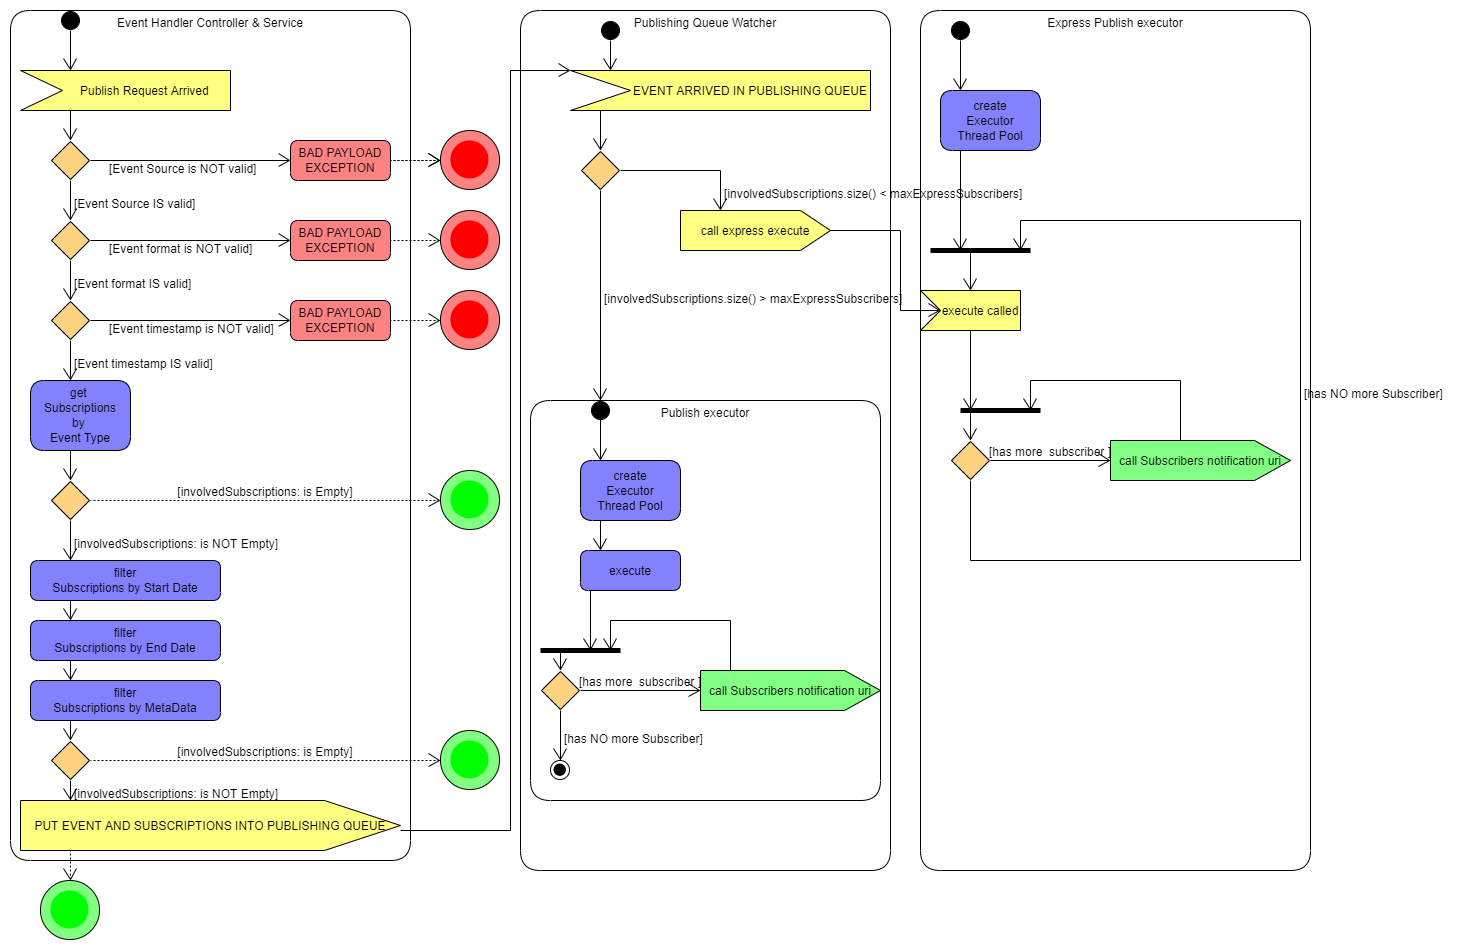 Event Handler Controller & Service
Publish Request Arrived
BAD PAYLOAD
EXCEPTION
[Event Source is NOT valid]
[Event Source IS valid]
BAD PAYLOAD
EXCEPTION
[Event format is NOT valid]
[Event format IS valid]
BAD PAYLOAD
EXCEPTION
[Event timestamp is NOT valid]
[Event timestamp IS valid]
get
Subscriptions
by
Event Type
[involvedSubscriptions: is Empty]
[involvedSubscriptions: is NOT Empty]
filter
Subscriptions by Start Date
filter
Subscriptions by End Date
filter
Subscriptions by MetaData
[involvedSubscriptions: is Empty]
[involvedSubscriptions: is NOT Empty]
PUT EVENT AND SUBSCRIPTIONS INTO PUBLISHING QUEUE
Publishing Queue Watcher
EVENT ARRIVED IN PUBLISHING QUEUE
[involvedSubscriptions.size() < maxExpressSubscribers]
call express execute
[involvedSubscriptions.size() > maxExpressSubscribers]
Publish executor
create
Executor
Thread Pool
execute
[has more  subscriber ]
call Subscribers notification uri
[has NO more Subscriber]
Express Publish executor
create
Executor
Thread Pool
execute called
[has NO more Subscriber]
[has more  subscriber ]
call Subscribers notification uri